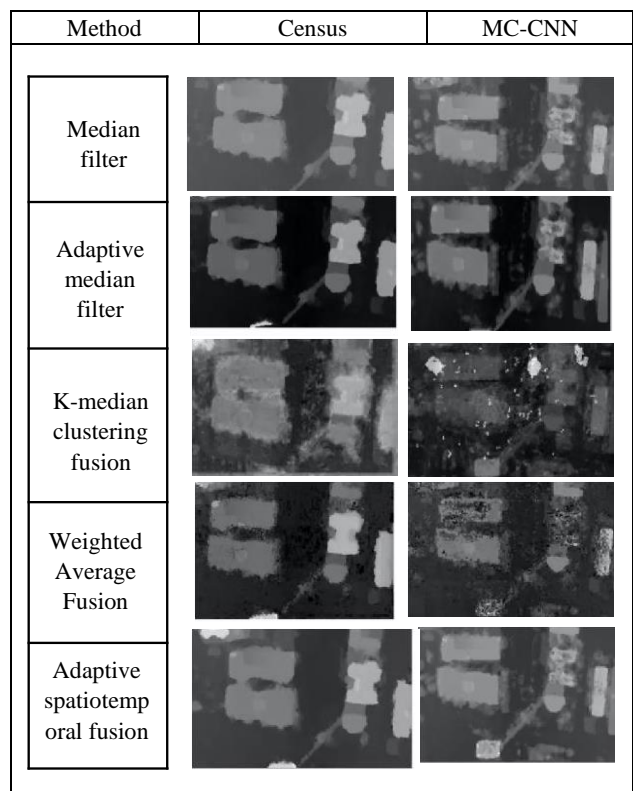 Method Census MC-CNN
Median
filter
Adaptive
median
filter
K-median
clustering
fusion
Weighted
Average
Fusion
Adaptive
spatiotemp
oral fusion